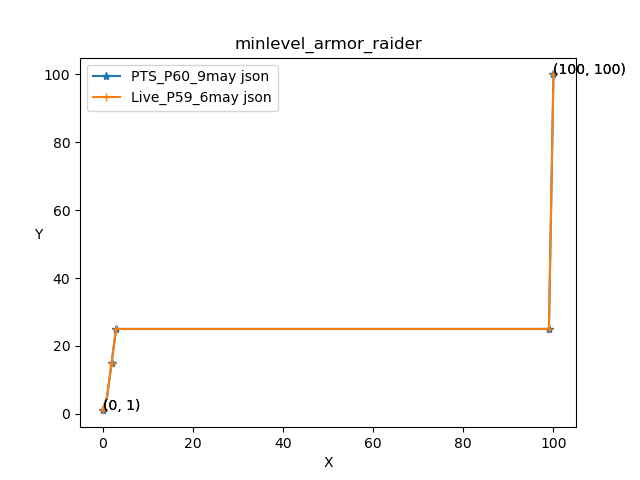 minlevel_armor_raider
PTS_P60_9may json
Live_P59_6may json
(100, 100)
(0, 1)
Y
100
80
60
40
20
0
0 20 40 60 80 100
X